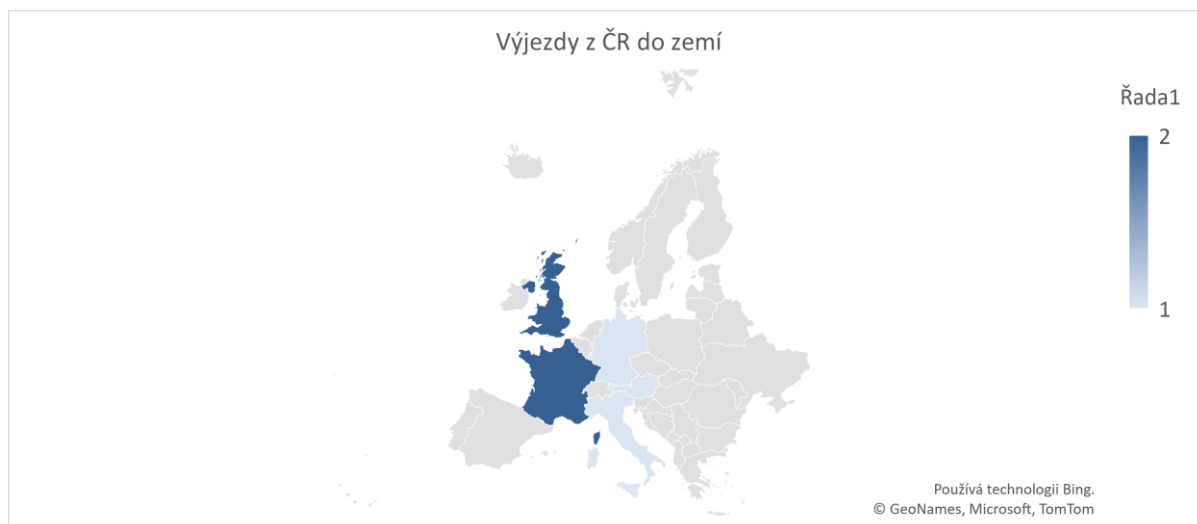 Výjezdy z ČR do zemí
Řada1
2
1
Používá technologii Bing.
© GeoNames, Microsoft, TomTom